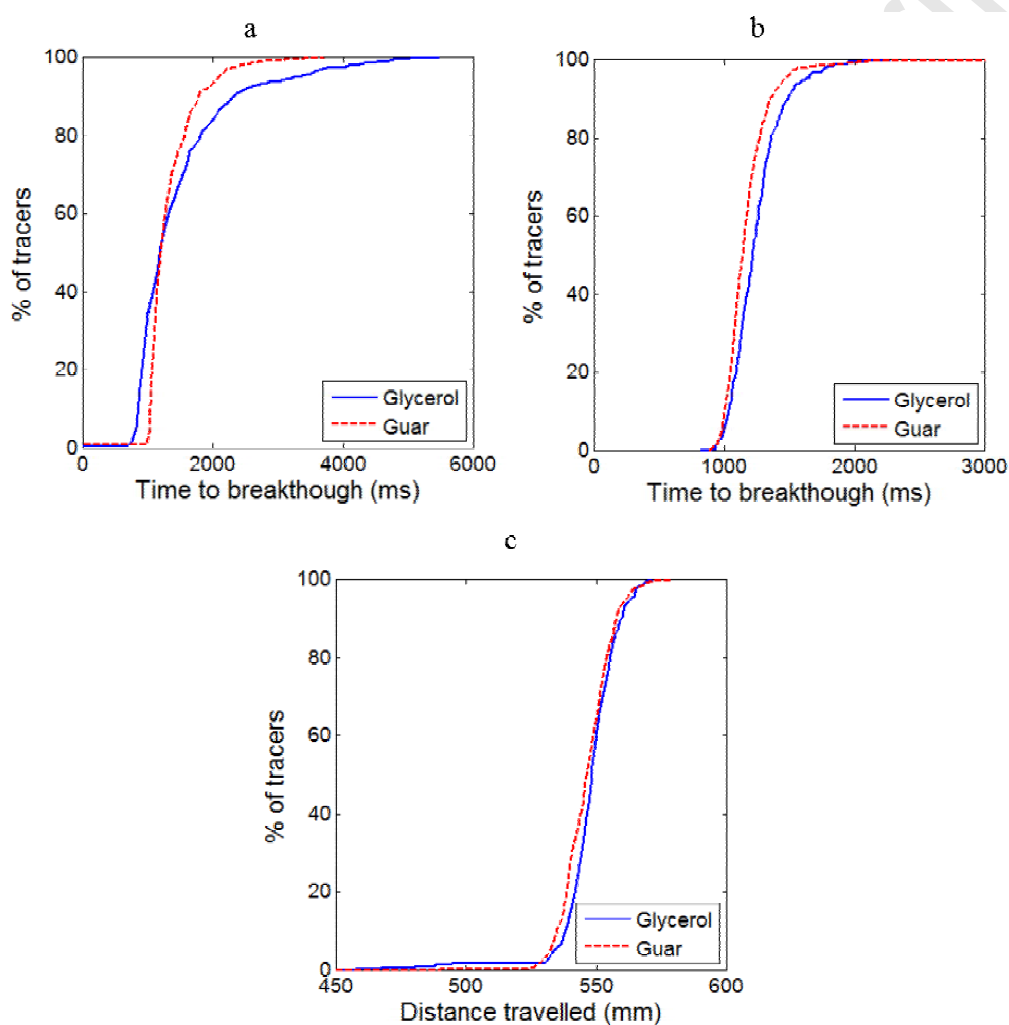 a
100
80
60
40
20
0
% of tracers
0 2000 4000 6000
Time to breakthough (ms)
Glycerol
Guar
b
100
80
60
40
20
0
% of tracers
0 1000 2000 3000
Time to breakthough (ms)
Glycerol
Guar
c
100
80
60
40
20
0
% of tracers
450 500 550 600
Distance travelled (mm)
Glycerol
Guar